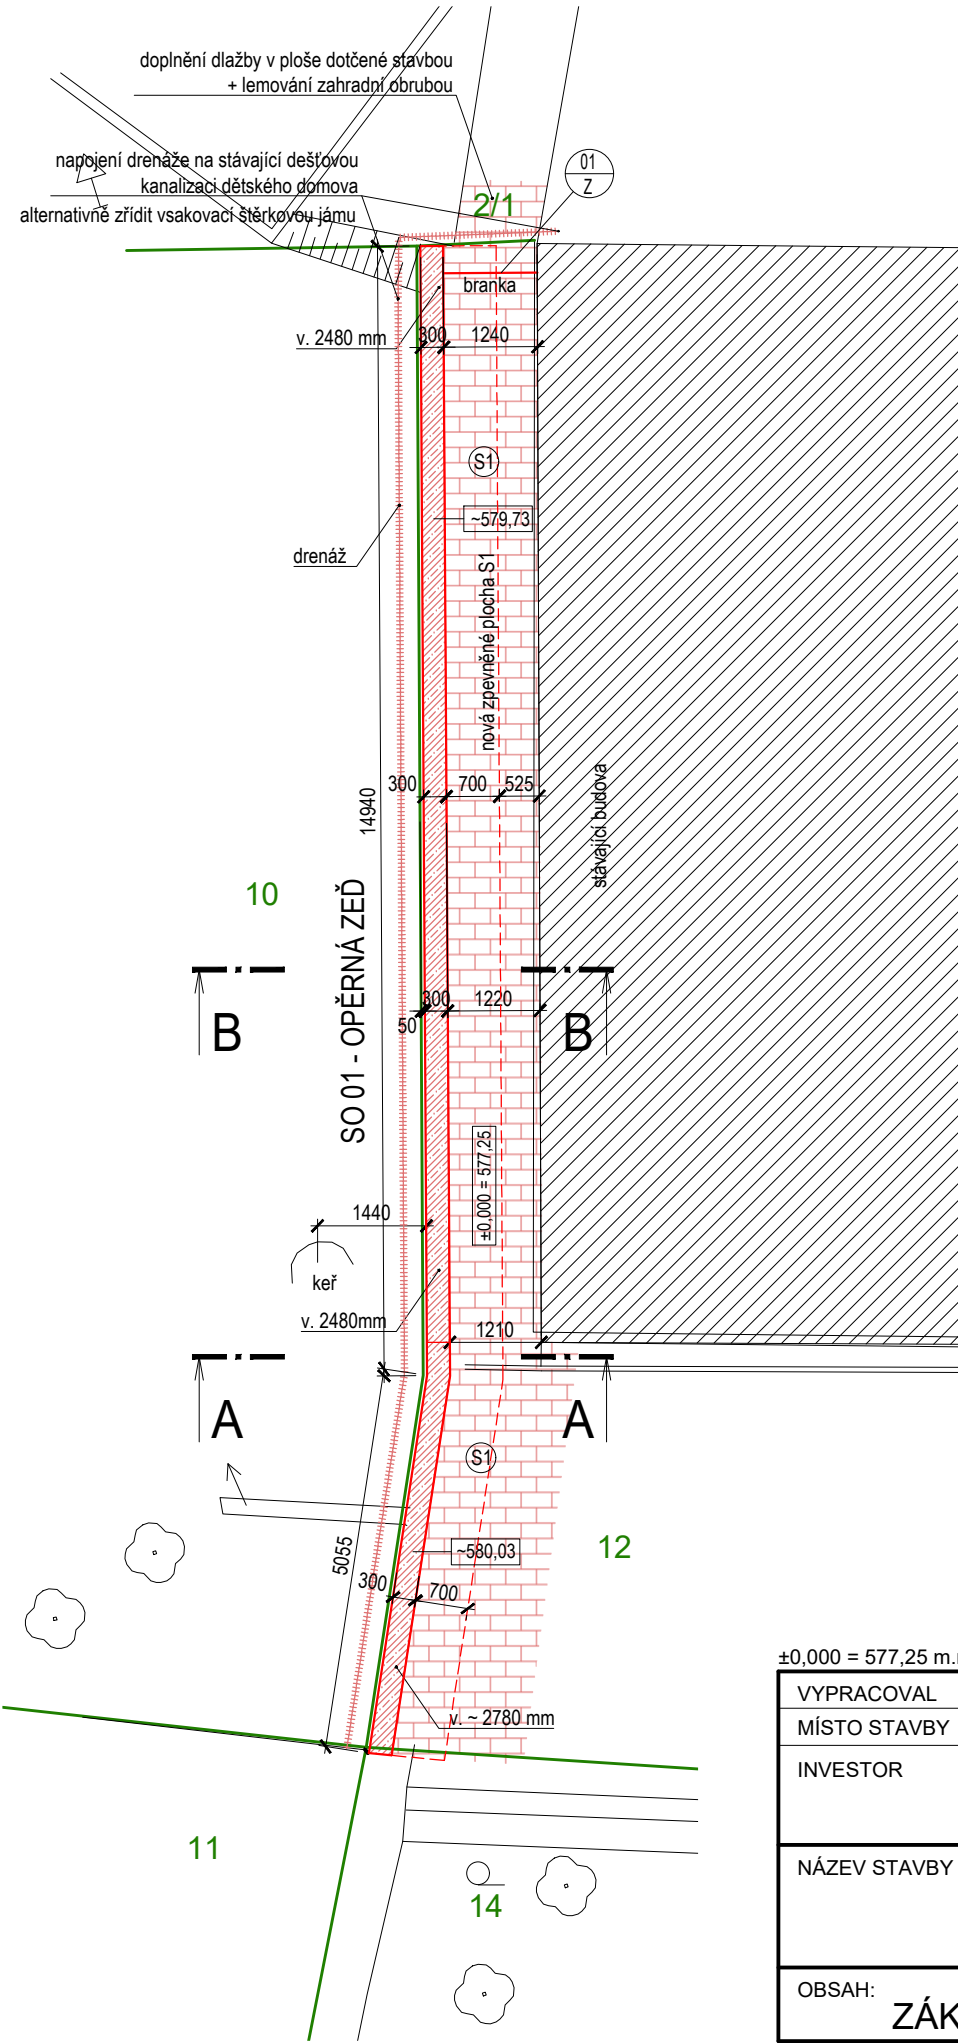 doplnění dlažby v ploše dotčené stavbou
+ lemování zahradní obrubou
napojení drenáže na stávající dešťovou
kanalizaci dětského domova
alternativně zřídit vsakovací štěrkovou jámu
01
Z
2/1
branka
v. 2480 mm
300
1240
S1
~579,73
drenáž
nová zpevněné plocha S1
300
700
525
14940
stávající budova
10
SO 01 - OPĚRNÁ ZEĎ
300
1220
50
B
B
±0,000 = 577,25
1440
keř
v. 2480mm
1210
A
A
S1
5055
~580,03
12
300
700
v. ~ 2780 mm
±0,000 = 577,25 m.
VYPRACOVAL
MÍSTO STAVBY
INVESTOR
11
NÁZEV STAVBY
14
OBSAH:
ZÁK